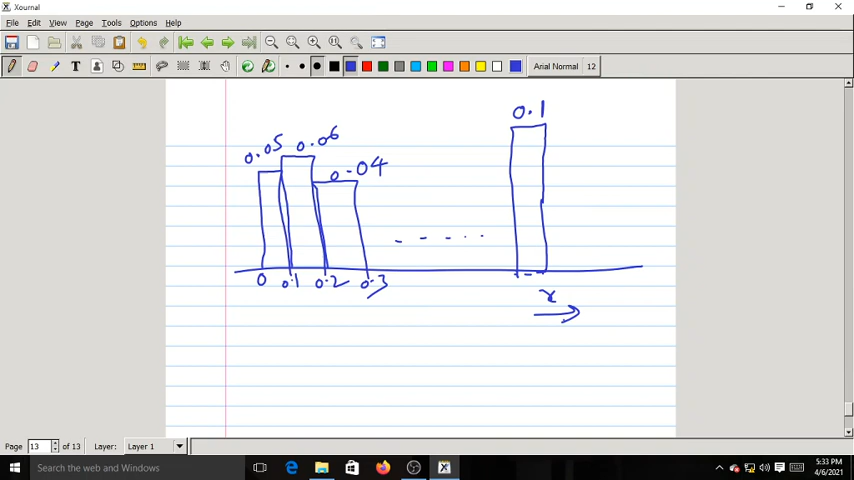 Xournal
File Edit View Page Tools Options Help
T Arial Normal 12
0.1
0.05 0.06
0.04
0 0.1 0.2 0.3
x
Page 13 of 13 Layer: Layer 1
Search the web and Windows
5:33 PM
4/6/2021